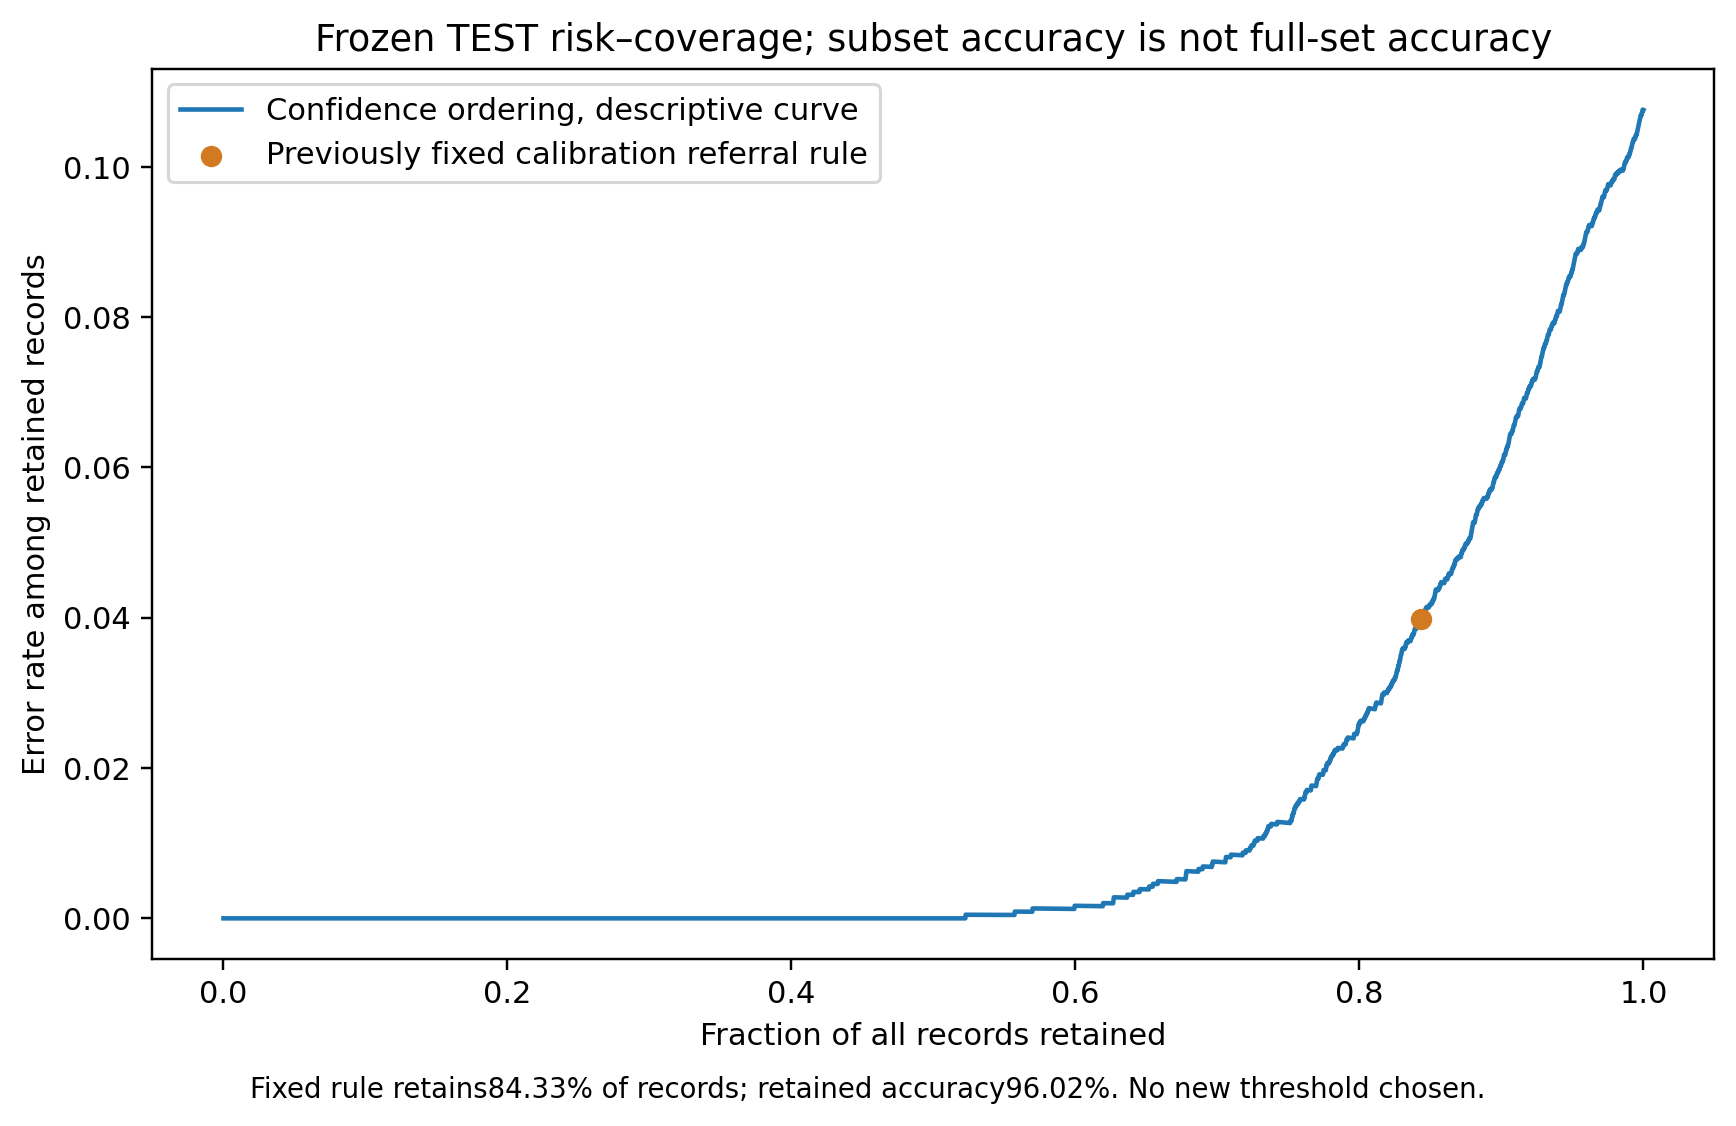 Frozen TEST risk–coverage; subset accuracy is not full-set accuracy
Confidence ordering, descriptive curve
Previously fixed calibration referral rule
Error rate among retained records
0.10
0.08
0.06
0.04
0.02
0.00
0.0 0.2 0.4 0.6 0.8 1.0
Fraction of all records retained
Fixed rule retains84.33% of records; retained accuracy96.02%. No new threshold chosen.